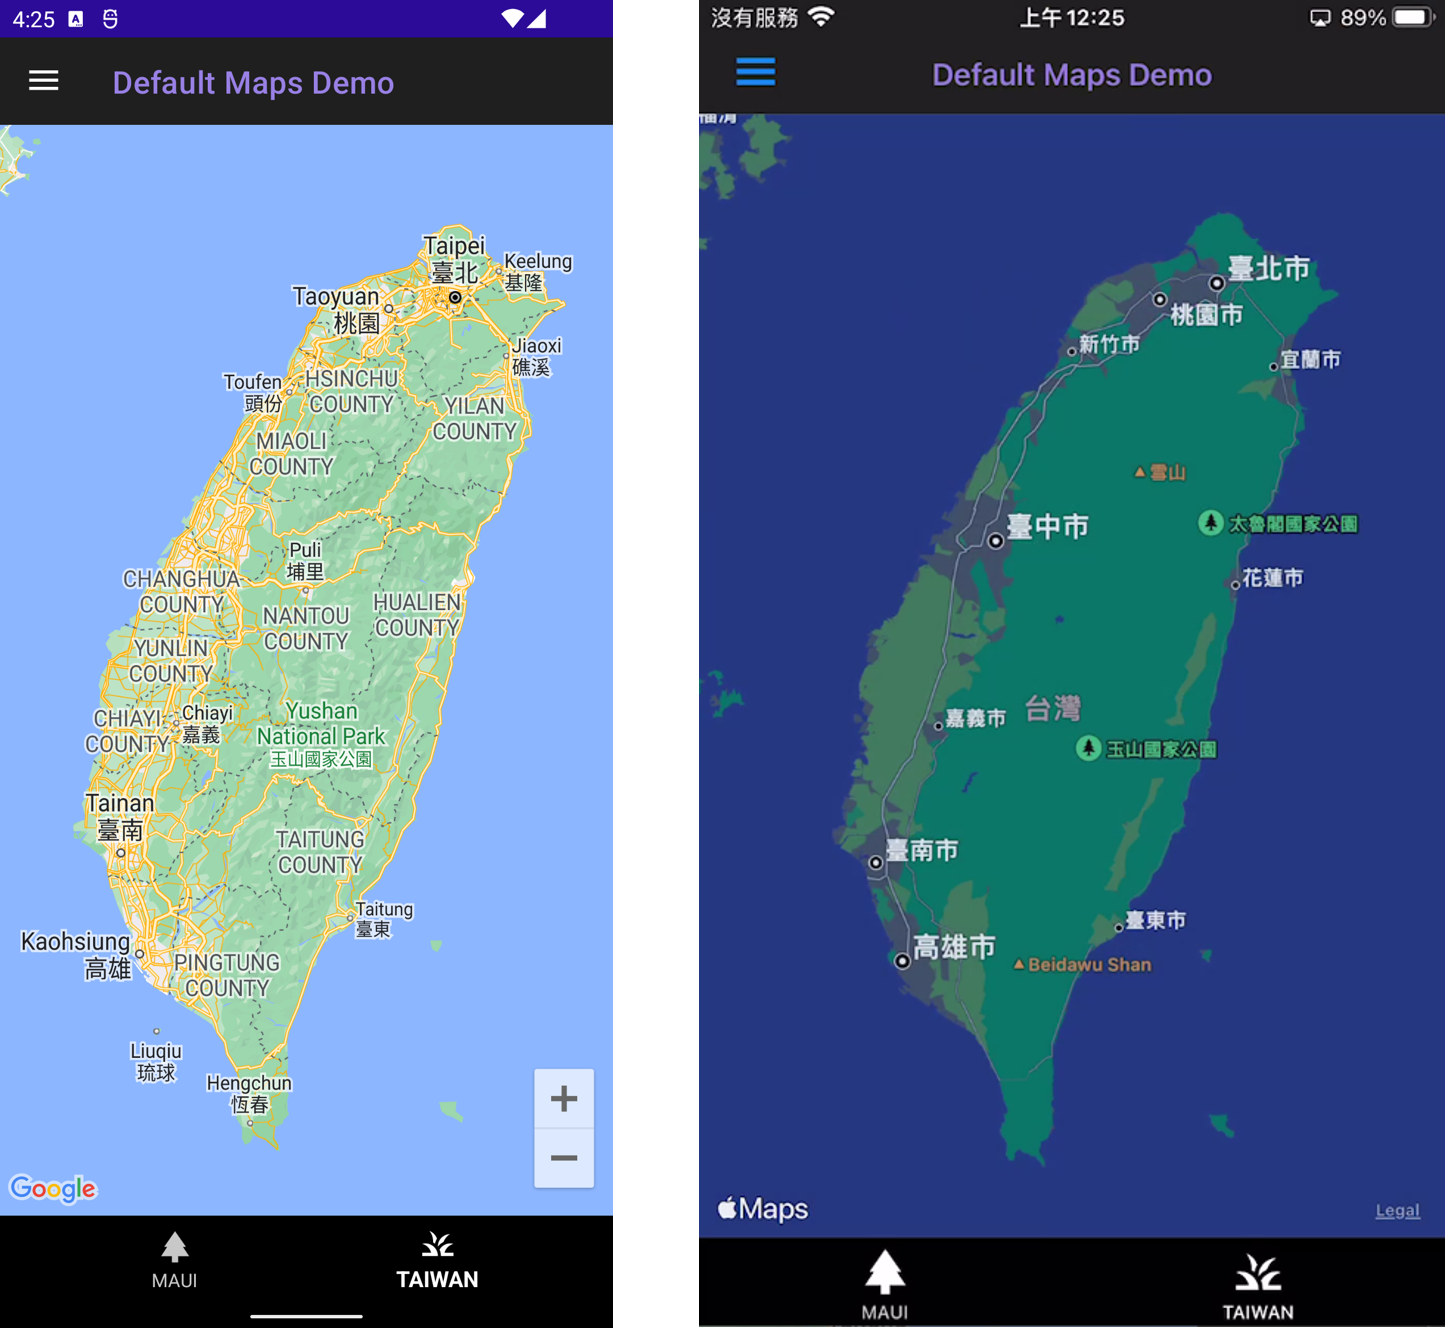 4:25
Default Maps Demo
Taipei
臺北
Keelung
基隆
Taoyuan
桃園
Jiaoxi
礁溪
Toufen
頭份
HSINCHU
COUNTY
YILAN
COUNTY
MIAOLI
COUNTY
Puli
埔里
CHANGHUA
COUNTY
NANTOU
COUNTY
HUALIEN
COUNTY
YUNLIN
COUNTY
CHIAYI
COUNTY
Chiayi
嘉義
Yushan
National Park
玉山國家公園
Tainan
臺南
TAITUNG
COUNTY
Taitung
臺東
Kaohsiung
高雄
PINGTUNG
COUNTY
Liuqiu
琉球
Hengchun
恆春
Google
MAUI
TAIWAN
沒有服務 上午12:25 89%
Default Maps Demo
臺北市
桃園市
新竹市
宜蘭市
雪山
臺中市
太魯閣國家公園
花蓮市
台灣
嘉義市
玉山國家公園
臺南市
臺東市
高雄市
Beidawu Shan
Maps
Legal
MAUI
TAIWAN